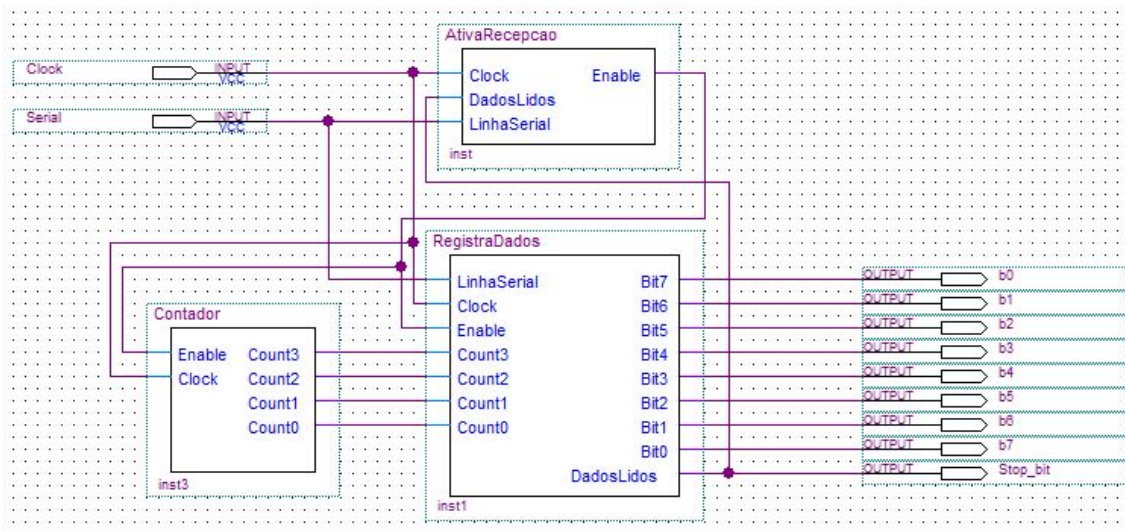 AtivaRecepcao
Clook
INPUT
VCC
Clock
Enable
DadosLidos
Serial
INPUT
VCC
LinhaSerial
inst
RegistraDados
LinhaSerial
Bit7
OUTPUT
b0
Clock
Bit6
OUTPUT
b1
Contador
Enable
Bit5
OUTPUT
b2
Enable
Count3
Count3
Bit4
OUTPUT
b3
Clock
Count2
Count2
Bit3
OUTPUT
b4
Count1
Count1
Bit2
OUTPUT
b5
Count0
Count0
Bit1
OUTPUT
b6
Bit0
OUTPUT
b7
DadosLidos
OUTPUT
Stop_bit
inst3
inst1